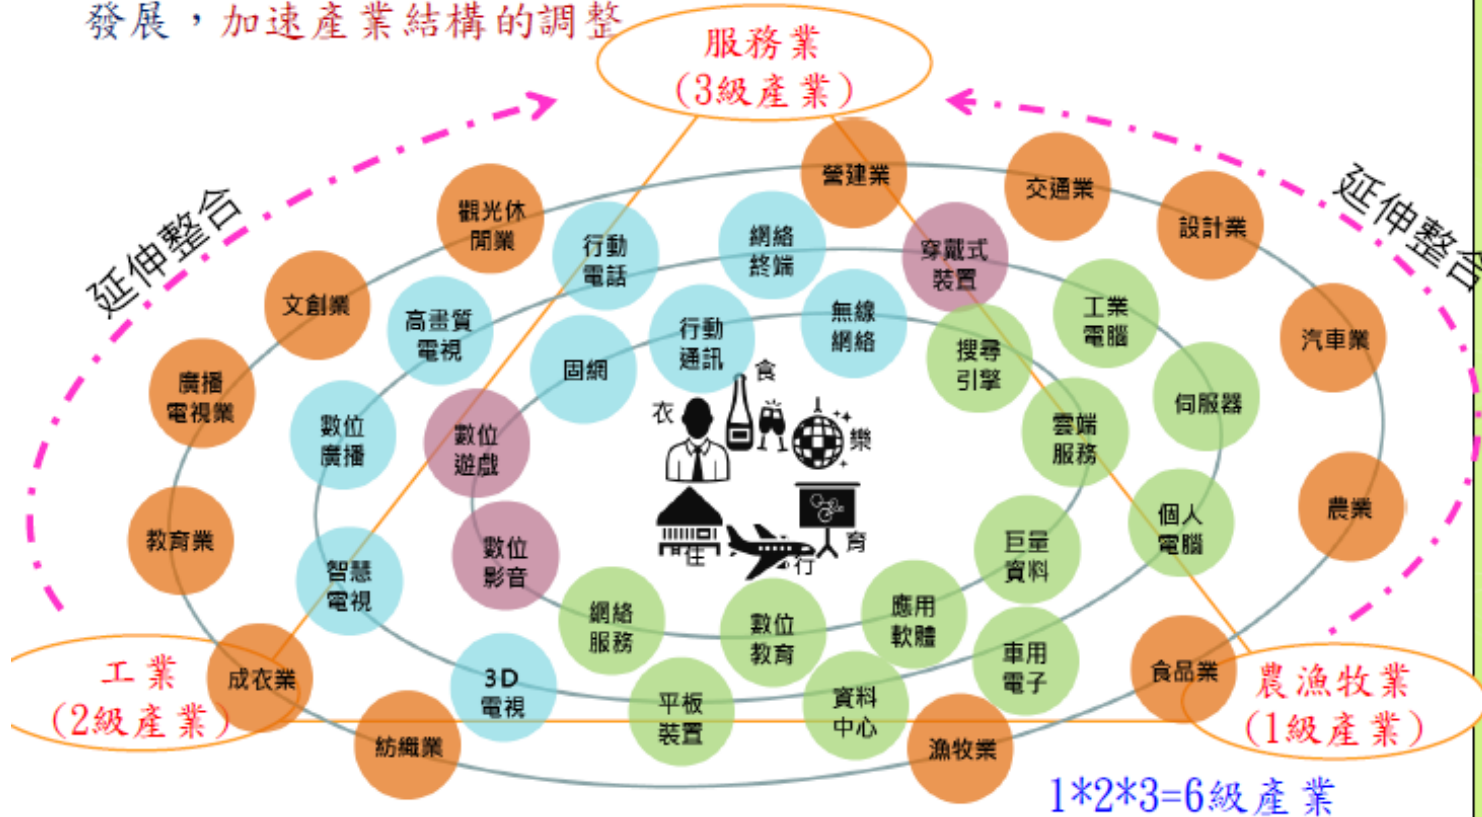 發展，加速產業結構的調整
服務業
(3級產業)
延伸整合
延伸整合
營建業
交通業
設計業
觀光休
閒業
行動
電話
網絡
終端
穿戴式
裝置
文創業
高畫質
電視
固網
行動
通訊
無線
網絡
搜尋
引擎
工業
電腦
汽車業
廣播
電視業
數位
廣播
數位
遊戲
衣
食
樂
雲端
服務
伺服器
教育業
智慧
電視
數位
影音
住
行
育
巨量
資料
個人
電腦
農業
網絡
服務
數位
教育
應用
軟體
車用
電子
食品業
工業
(2級產業)
成衣業
3D
電視
平板
裝置
資料
中心
農漁牧業
(1級產業)
紡織業
漁牧業
1*2*3=6級產業